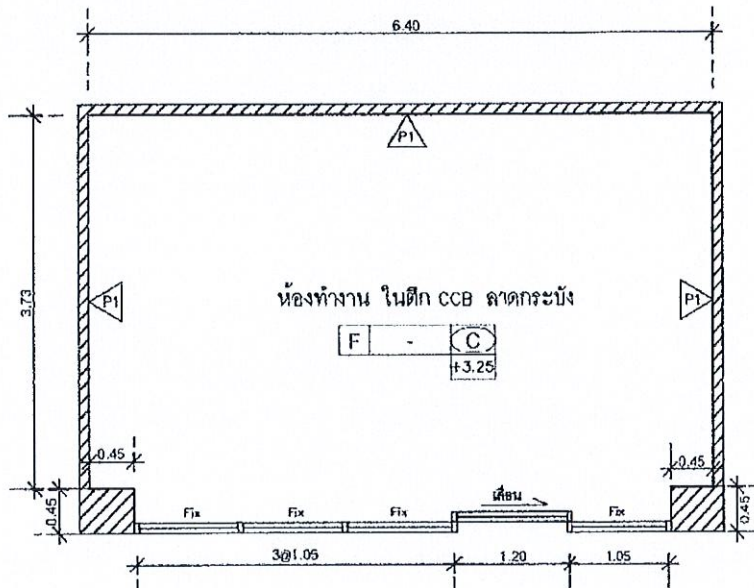 6.40
P1
3.73
P1
ห้องทำงาน ในตึก CCB ลาดกระบัง
P1
F - C
+3.25
0.45
0.45
0.45
Fix
Fix
Fix
เลื่อน
Fix
0.45
3@1.05
1.20
1.05